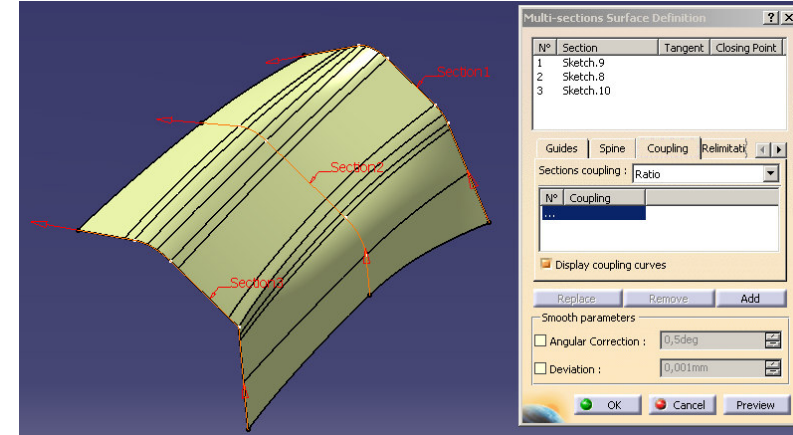 Section1
Section2
Section3
Multi-sections Surface Definition ? X
N° Section Tangent Closing Point
1 Sketch.9
2 Sketch.8
3 Sketch.10
Guides Spine Coupling Relimitati
Sections coupling : Ratio
N° Coupling
...
Display coupling curves
Replace Remove Add
Smooth parameters
Angular Correction : 0,5deg
Deviation : 0,001mm
OK Cancel Preview